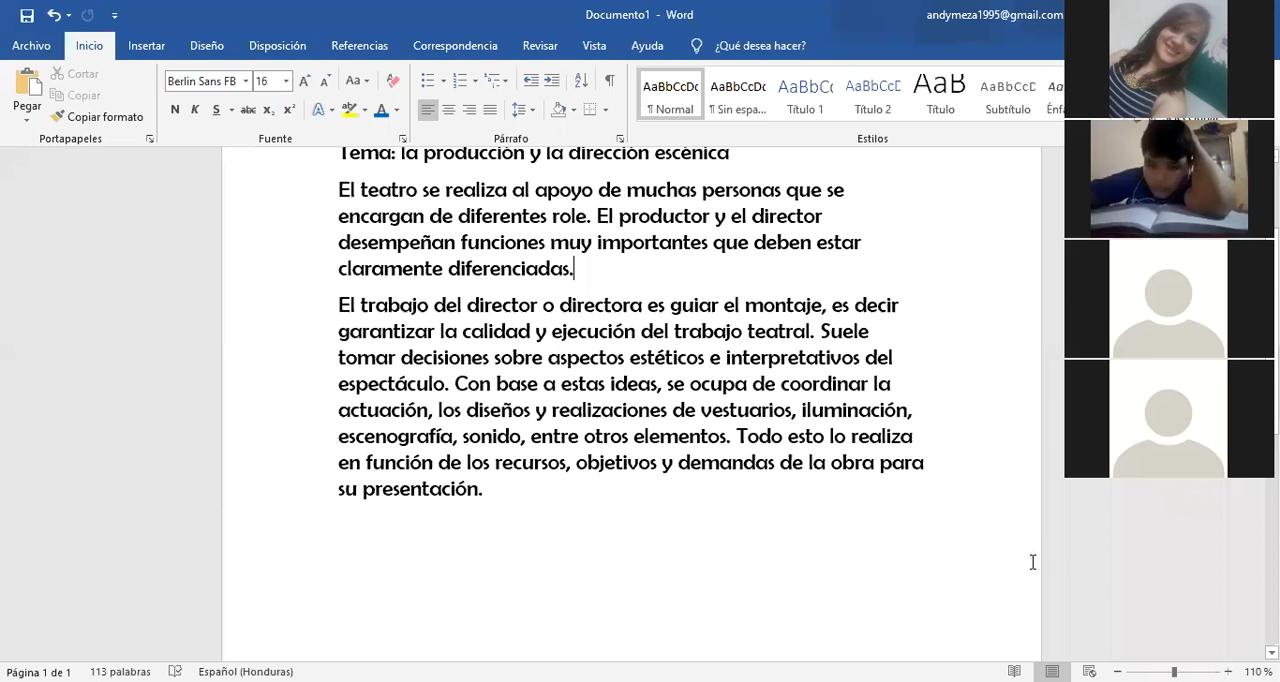 Documento1 - Word
andymeza1995@gmail.com
Archivo Inicio Insertar Diseño Disposición Referencias Correspondencia Revisar Vista Ayuda ¿Qué desea hacer?
Pegar
Cortar
Copiar
Copiar formato
Berlin Sans FB 16
Aa
N K S abc x₂ x² A A
AaBbCcDc AaBbCcDc AaBbCc AaBbCcD AaB AaBbCcD AaBbCcDc
¶ Normal ¶ Sin espa... Título 1 Título 2 Título Subtítulo Énfa
Portapapeles Fuente Párrafo Estilos
Tema: la producción y la dirección escénica
El teatro se realiza al apoyo de muchas personas que se
encargan de diferentes role. El productor y el director
desempeñan funciones muy importantes que deben estar
claramente diferenciadas.
El trabajo del director o directora es guiar el montaje, es decir
garantizar la calidad y ejecución del trabajo teatral. Suele
tomar decisiones sobre aspectos estéticos e interpretativos del
espectáculo. Con base a estas ideas, se ocupa de coordinar la
actuación, los diseños y realizaciones de vestuarios, iluminación,
escenografía, sonido, entre otros elementos. Todo esto lo realiza
en función de los recursos, objetivos y demandas de la obra para
su presentación.
Página 1 de 1 113 palabras Español (Honduras) 110 %